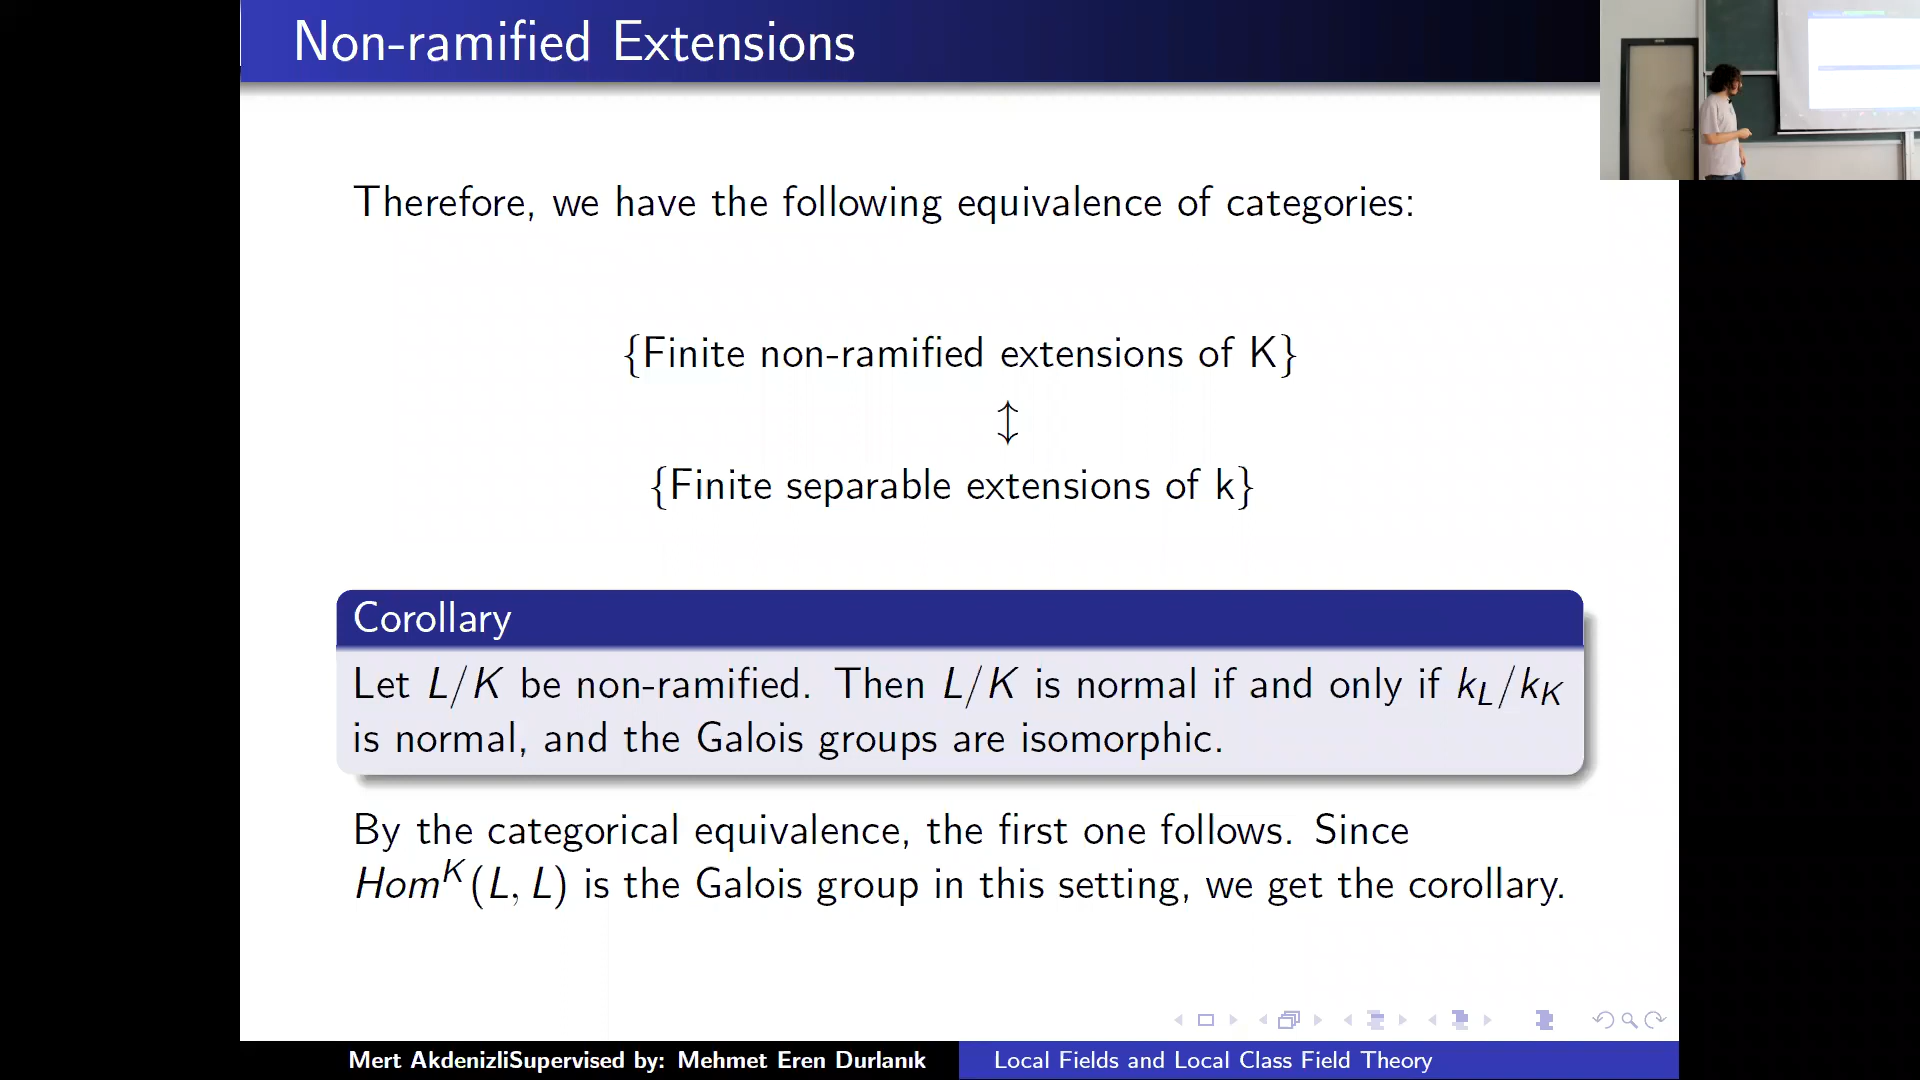 Non-ramified Extensions
Therefore, we have the following equivalence of categories:
{Finite non-ramified extensions of K}
↕
{Finite separable extensions of k}
Corollary
Let L/K be non-ramified. Then L/K is normal if and only if k_L/k_K
is normal, and the Galois groups are isomorphic.
By the categorical equivalence, the first one follows. Since
Hom^K(L, L) is the Galois group in this setting, we get the corollary.
Mert AkdenizliSupervised by: Mehmet Eren Durlanık
Local Fields and Local Class Field Theory